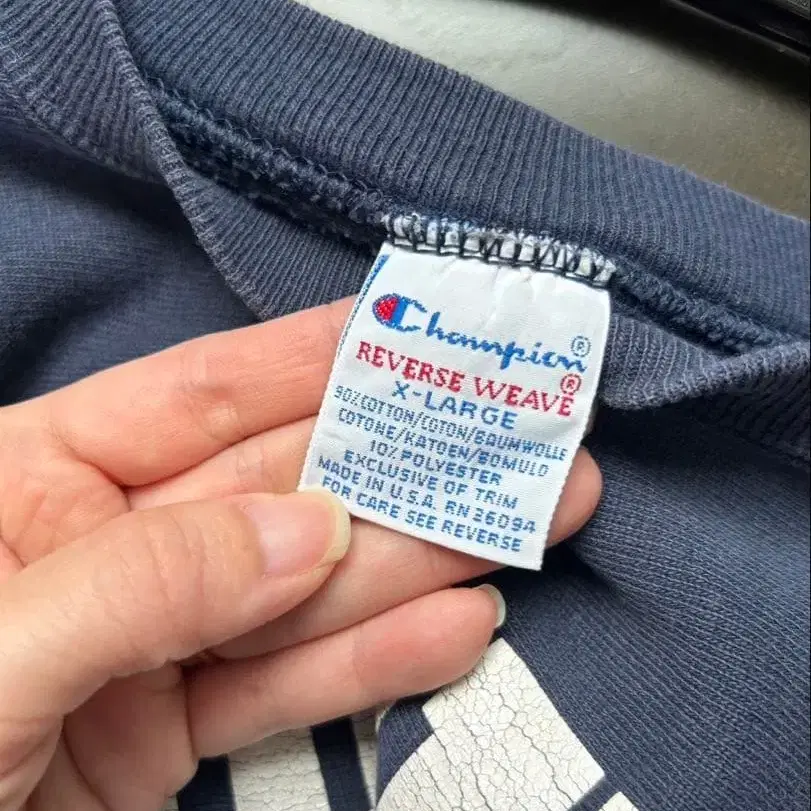 Champion®
REVERSE WEAVE®
X-LARGE
90%COTTON/COTON/BAUMWOLLE
COTONE/KATOEN/BOMULD
10% POLYESTER
EXCLUSIVE OF TRIM
MADE IN U.S.A. RN 26094
FOR CARE SEE REVERSE